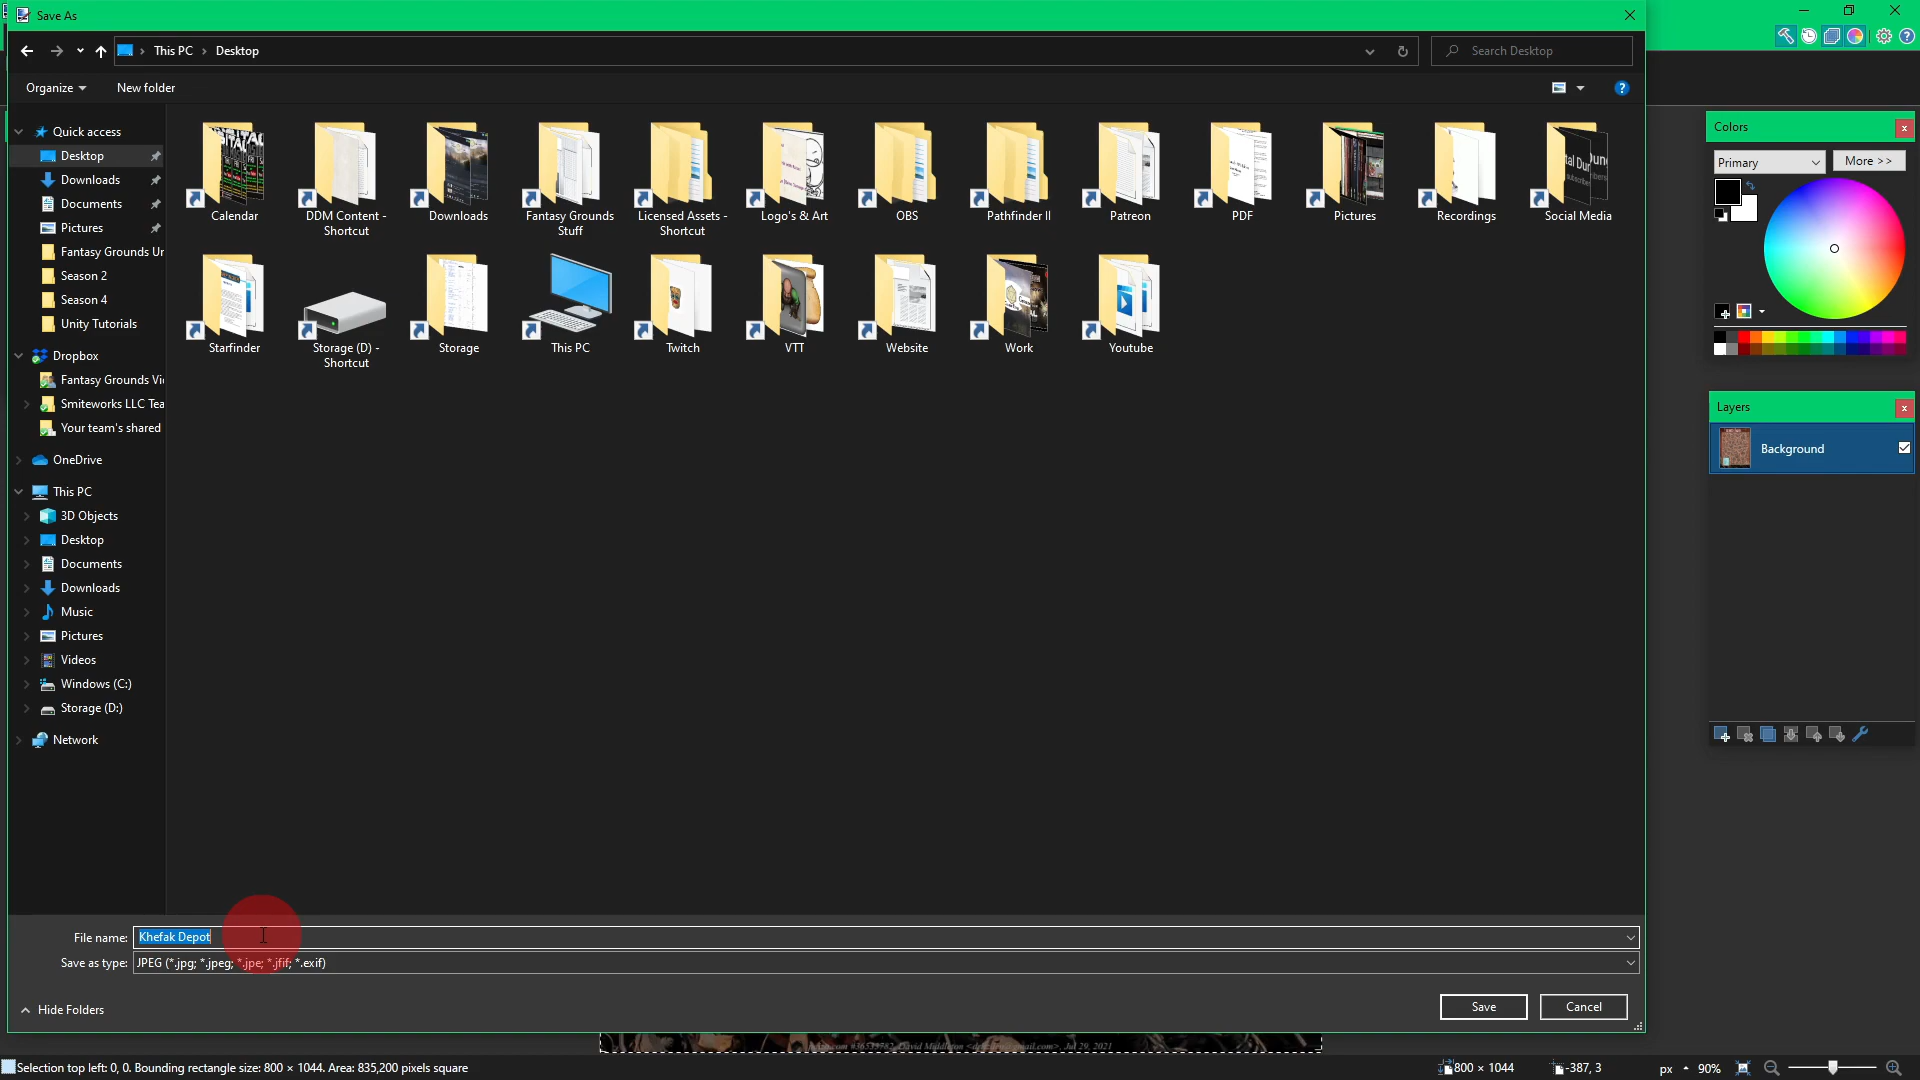 Save As
This PC
Desktop
Search Desktop
Organize
New folder
Quick access
Desktop
Downloads
Documents
Pictures
Fantasy Grounds Ur
Season 2
Season 4
Unity Tutorials
Dropbox
Fantasy Grounds Vi
Smiteworks LLC Tea
Your team's shared
OneDrive
This PC
3D Objects
Desktop
Documents
Downloads
Music
Pictures
Videos
Windows (C:)
Storage (D:)
Network
Calendar
DDM Content -
Shortcut
Downloads
Fantasy Grounds
Stuff
Licensed Assets -
Shortcut
Logo's & Art
OBS
Pathfinder II
Patreon
PDF
Pictures
Recordings
Social Media
Starfinder
Storage (D) -
Shortcut
Storage
This PC
Twitch
VTT
Website
Work
Youtube
File name:
Khefak Depot
Save as type:
JPEG (*.jpg; *.jpeg; *.jpe; *.jfif; *.exif)
Hide Folders
Save
Cancel
Colors
Primary
More >>
Layers
Background
Selection top left: 0, 0. Bounding rectangle size: 800 × 1044. Area: 835,200 pixels square
800 × 1044
-387, 3
px
90%